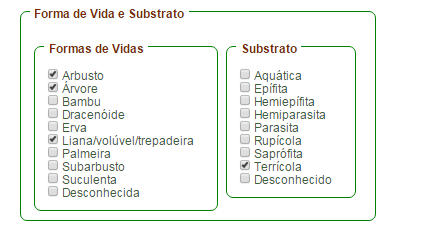 Forma de Vida e Substrato
Formas de Vidas
Arbusto
Árvore
Bambu
Dracenóide
Erva
Liana/volúvel/trepadeira
Palmeira
Subarbusto
Suculenta
Desconhecida
Substrato
Aquática
Epífita
Hemiepífita
Hemiparasita
Parasita
Rupícola
Saprófita
Terrícola
Desconhecido